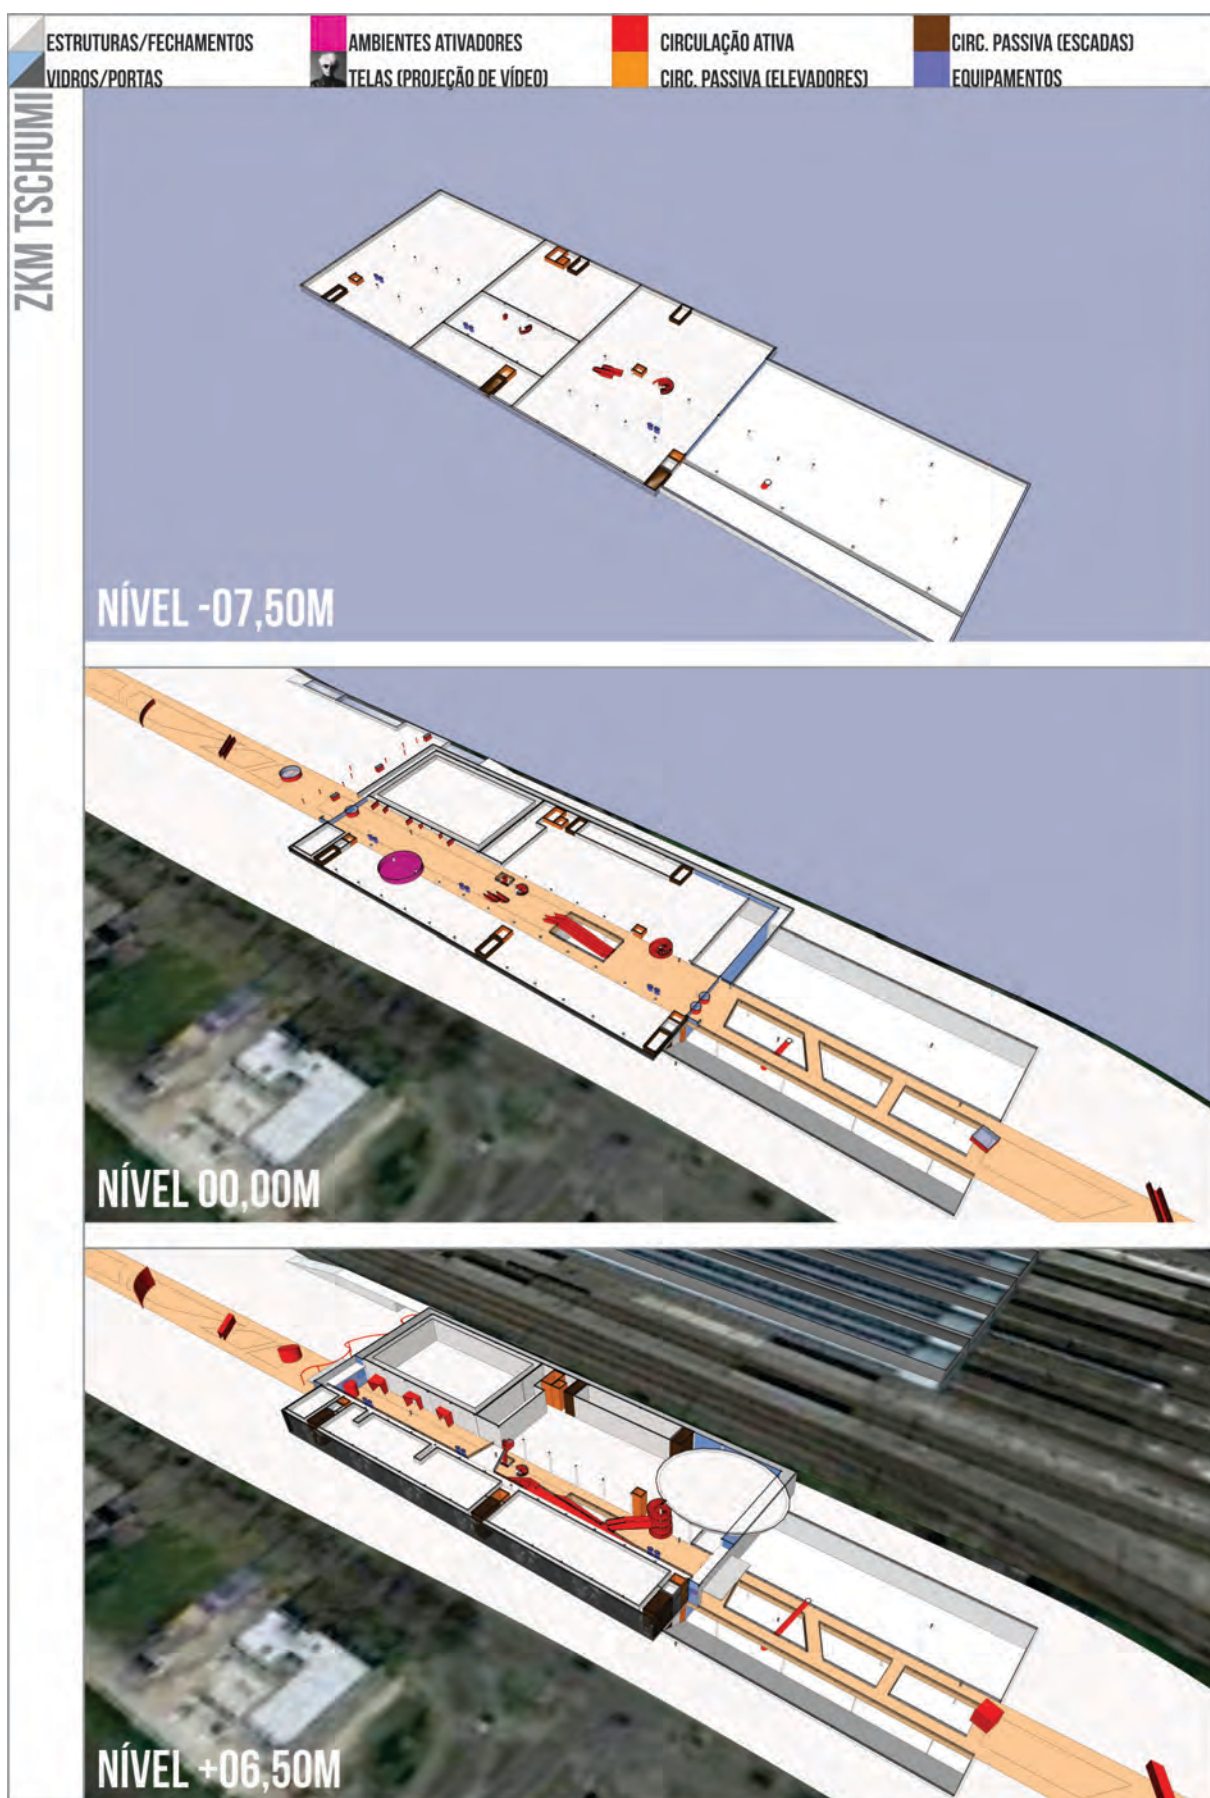 ESTRUTURAS/FECHAMENTOS
VIDROS/PORTAS
AMBIENTES ATIVADORES
TELAS (PROJEÇÃO DE VÍDEO)
CIRCULAÇÃO ATIVA
CIRC. PASSIVA (ELEVADORES)
CIRC. PASSIVA (ESCADAS)
EQUIPAMENTOS
ZKM TSCHUMI
NÍVEL -07,50M
NÍVEL 00,00M
NÍVEL +06,50M